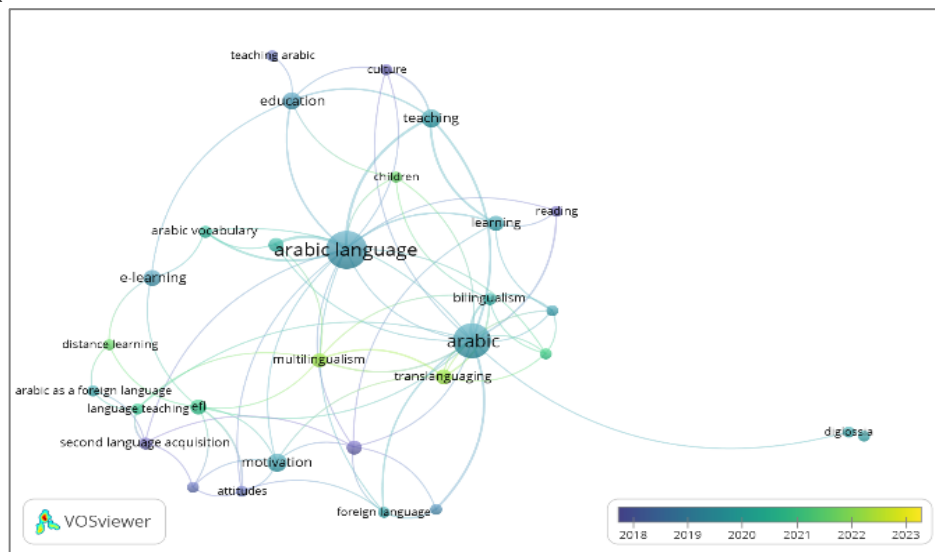 teaching arabic
culture
education
teaching
children
reading
learning
arabic vocabulary
arabic language
e-learning
bilingualism
arabic
distance learning
multilingualism
translanguaging
arabic as a foreign language
language teaching
efl
second language acquisition
digiossia
motivation
attitudes
foreign language
VOSviewer
2018 2019 2020 2021 2022 2023